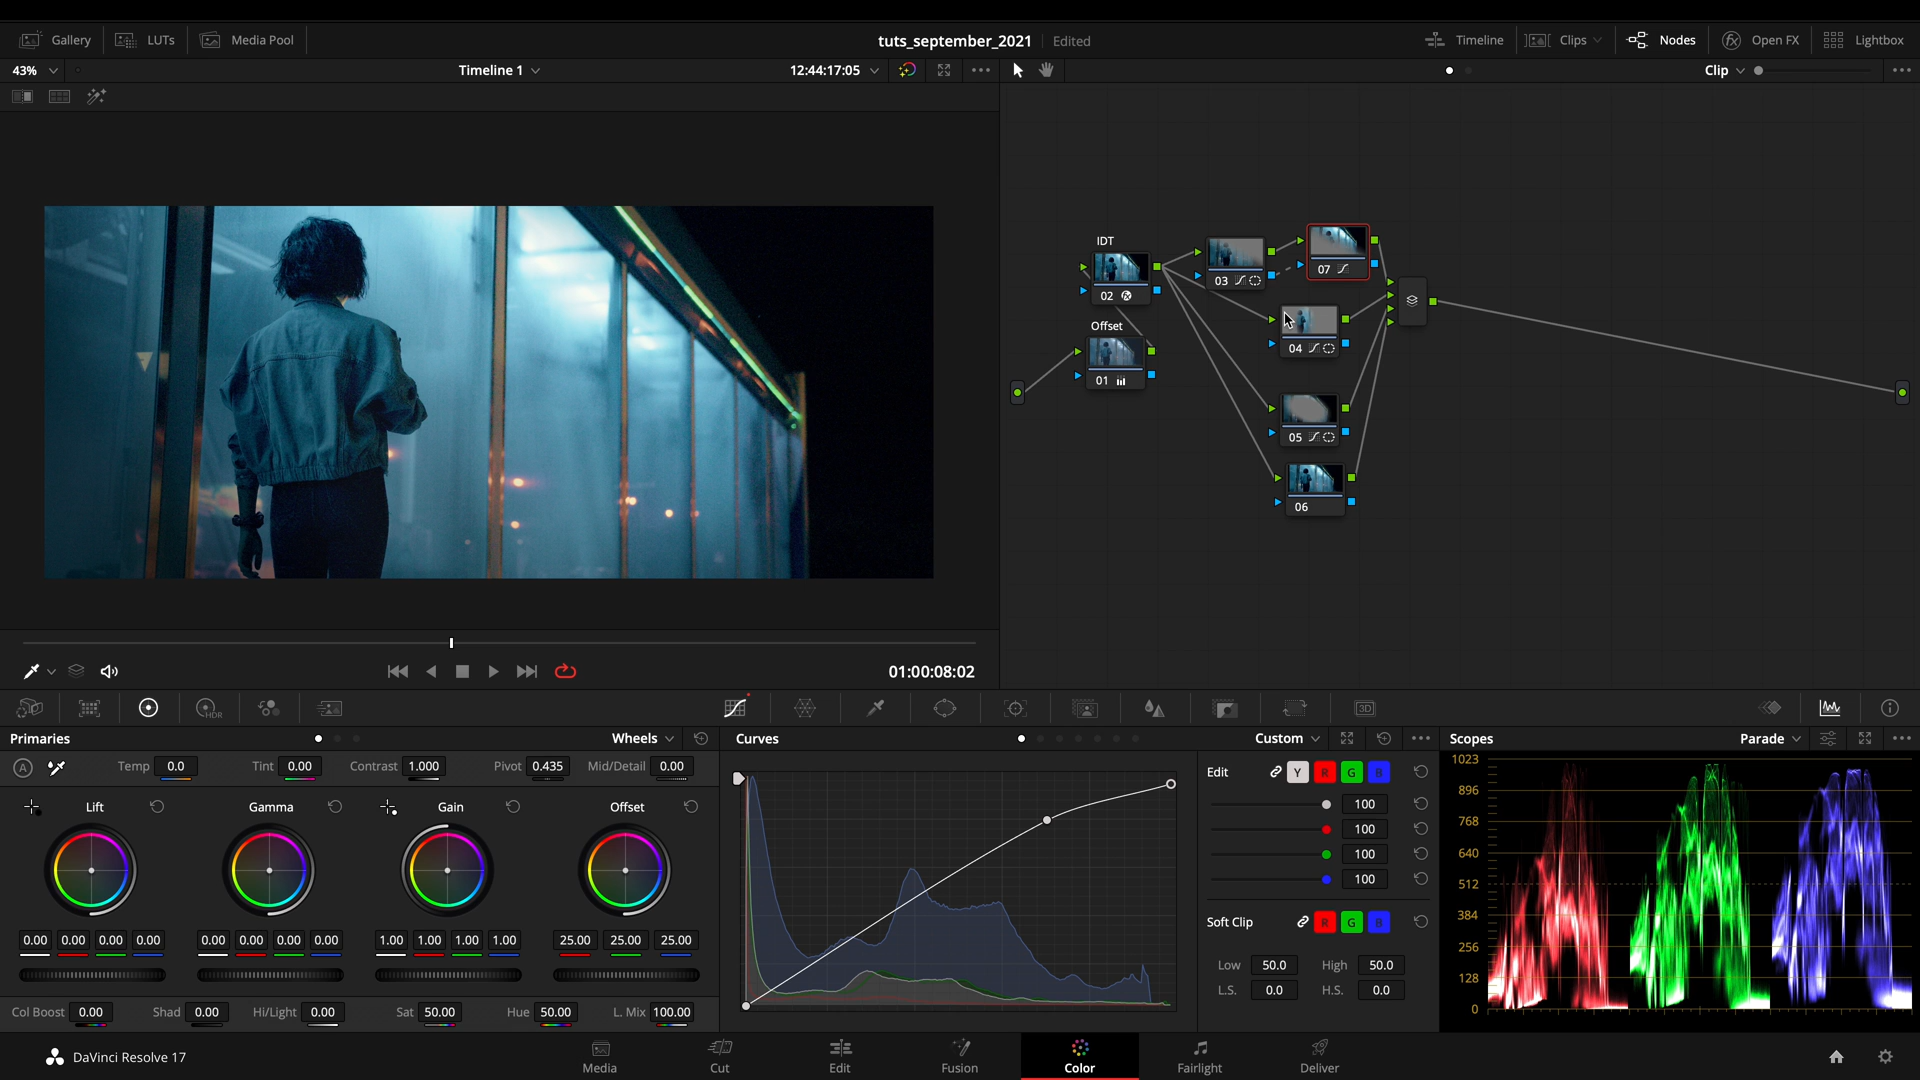 Gallery LUTs Media Pool tuts_september_2021 Edited Timeline Clips Nodes Open FX Lightbox
43% Timeline 1 12:44:17:05 Clip
IDT
02
Offset
01
03
07
04
05
06
01:00:08:02
HDR 3D
Primaries Wheels Curves Custom Scopes Parade
A Temp 0.0 Tint 0.00 Contrast 1.000 Pivot 0.435 Mid/Detail 0.00
Lift Gamma Gain Offset
0.00 0.00 0.00 0.00 0.00 0.00 0.00 0.00 1.00 1.00 1.00 1.00 25.00 25.00 25.00
Col Boost 0.00 Shad 0.00 Hi/Light 0.00 Sat 50.00 Hue 50.00 L. Mix 100.00
Edit Y R G B
100
100
100
100
Soft Clip R G B
Low 50.0 High 50.0
L.S. 0.0 H.S. 0.0
1023
896
768
640
512
384
256
128
0
DaVinci Resolve 17 Media Cut Edit Fusion Color Fairlight Deliver